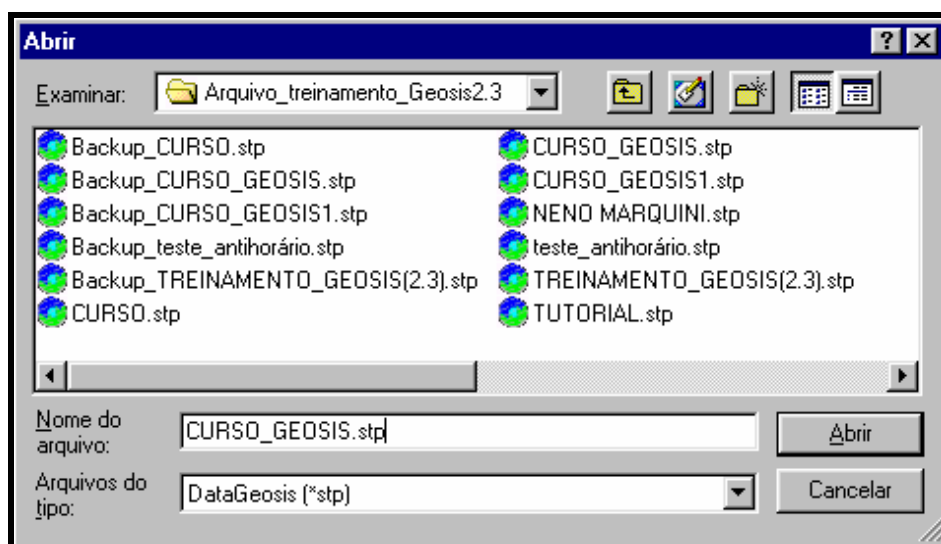 Abrir
Examinar: Arquivo_treinamento_Geosis2.3
Backup_CURSO.stp
Backup_CURSO_GEOSIS.stp
Backup_CURSO_GEOSIS1.stp
Backup_teste_antihorário.stp
Backup_TREINAMENTO_GEOSIS(2.3).stp
CURSO.stp
CURSO_GEOSIS.stp
CURSO_GEOSIS1.stp
NENO MARQUINI.stp
teste_antihorário.stp
TREINAMENTO_GEOSIS(2.3).stp
TUTORIAL.stp
Nome do
arquivo:
CURSO_GEOSIS.stp
Abrir
Arquivos do
tipo:
DataGeosis (*stp)
Cancelar